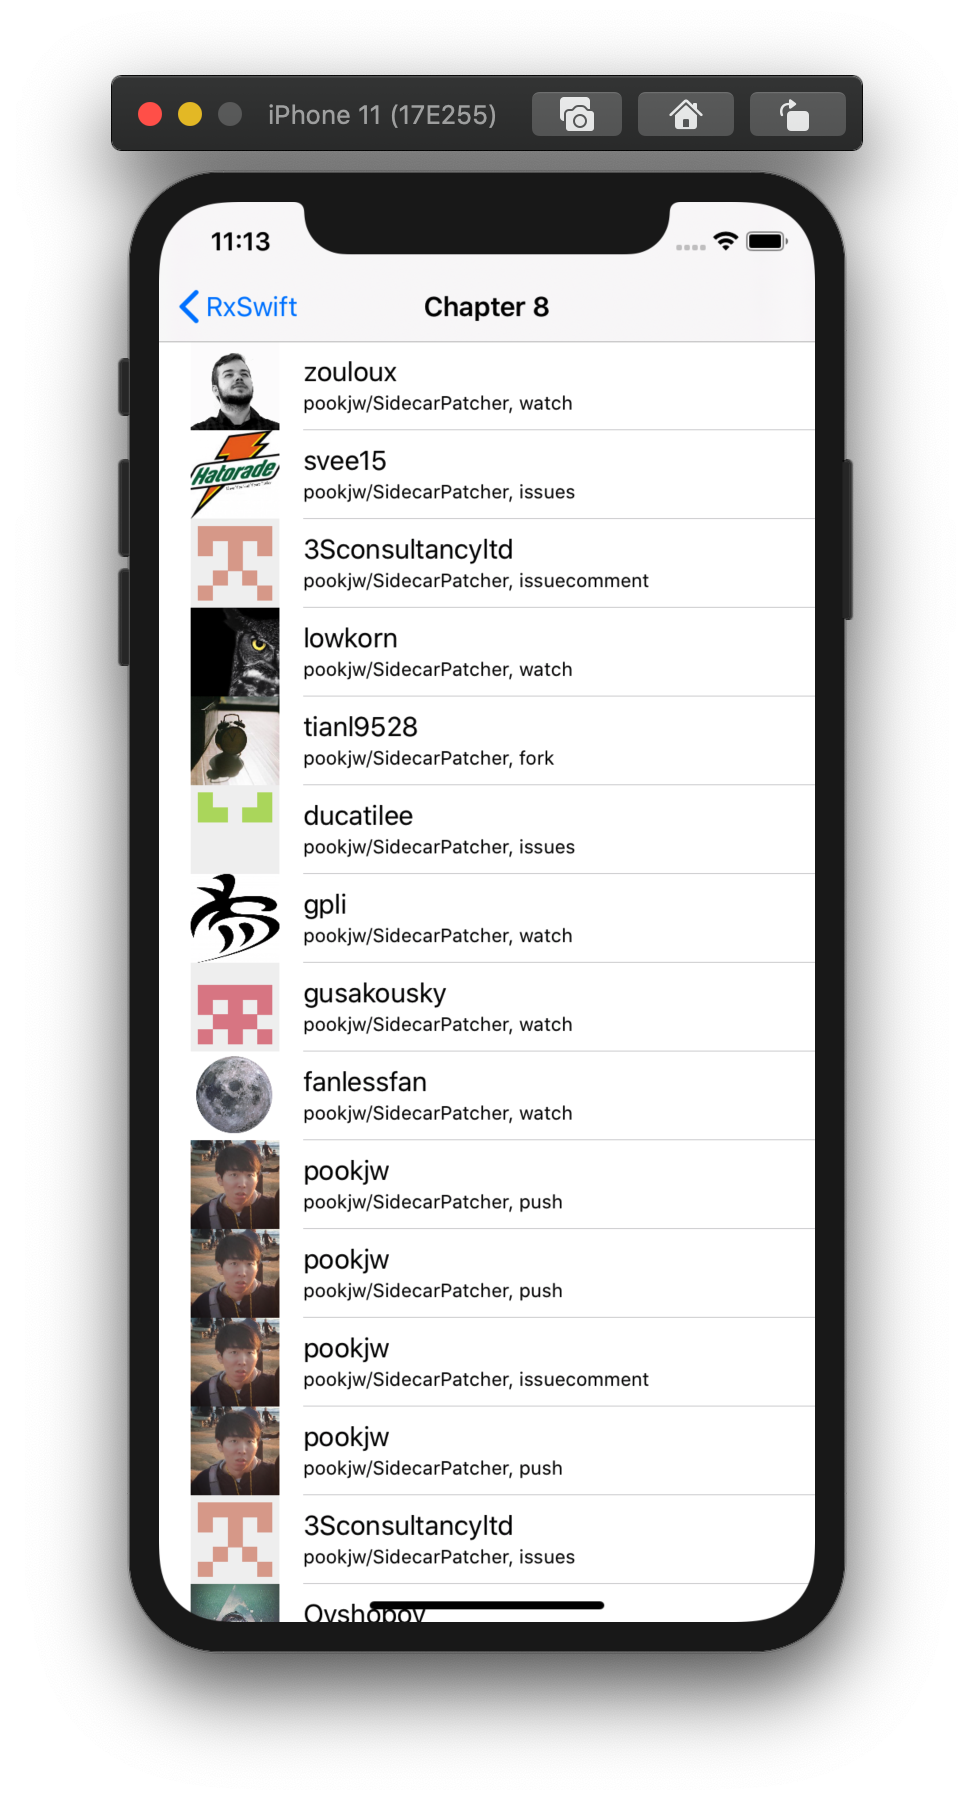 iPhone 11 (17E255)
11:13
RxSwift
Chapter 8
zouloux
pookjw/SidecarPatcher, watch
Hatorade
svee15
pookjw/SidecarPatcher, issues
3Sconsultancyltd
pookjw/SidecarPatcher, issuecomment
lowkorn
pookjw/SidecarPatcher, watch
tianl9528
pookjw/SidecarPatcher, fork
ducatilee
pookjw/SidecarPatcher, issues
gpli
pookjw/SidecarPatcher, watch
gusakousky
pookjw/SidecarPatcher, watch
fanlessfan
pookjw/SidecarPatcher, watch
pookjw
pookjw/SidecarPatcher, push
pookjw
pookjw/SidecarPatcher, push
pookjw
pookjw/SidecarPatcher, issuecomment
pookjw
pookjw/SidecarPatcher, push
3Sconsultancyltd
pookjw/SidecarPatcher, issues